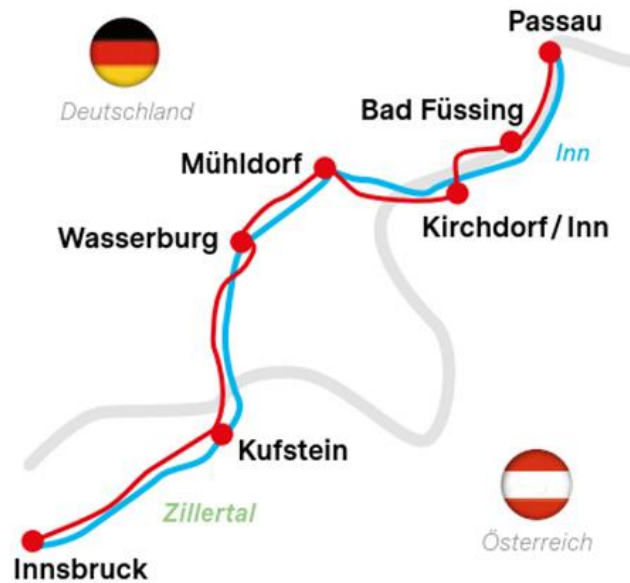 Passau
Deutschland
Bad Füssing
Inn
Mühldorf
Kirchdorf/Inn
Wasserburg
Kufstein
Zillertal
Österreich
Innsbruck